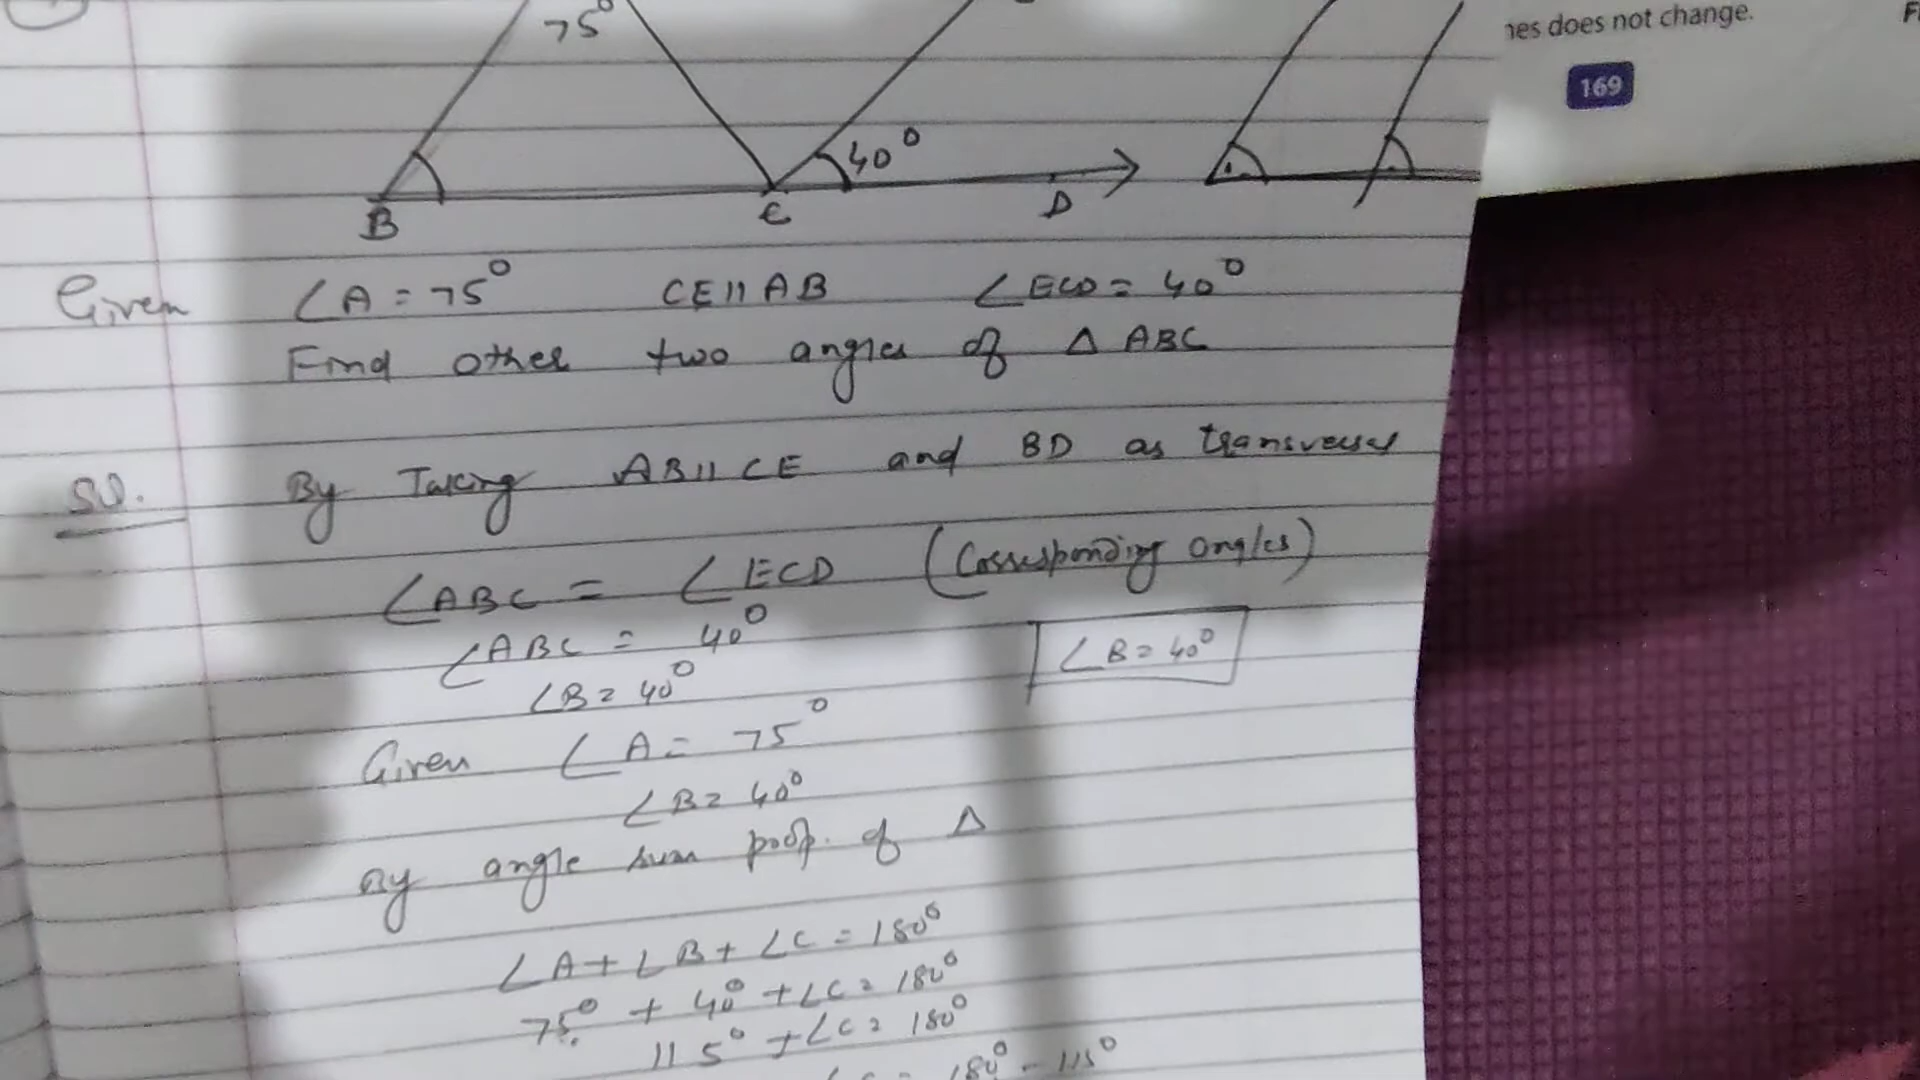 75°
40°
B
C
D
Given ∠A = 75° CE || AB ∠ECD = 40°
Find other two angles of Δ ABC
By Taking AB || CE and BD as transversal
∠ABC = ∠ECD (Corresponding angles)
∠ABC = 40°
∠B = 40°
∠B = 40°
Given ∠A = 75°
∠B = 40°
By angle sum prop. of Δ
∠A + ∠B + ∠C = 180°
75° + 40° + ∠C = 180°
115° + ∠C = 180°
180° - 115°
does not change.
169